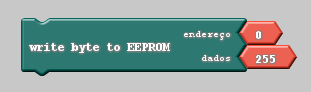 write byte to EEPROM
endereço 0
dados 255